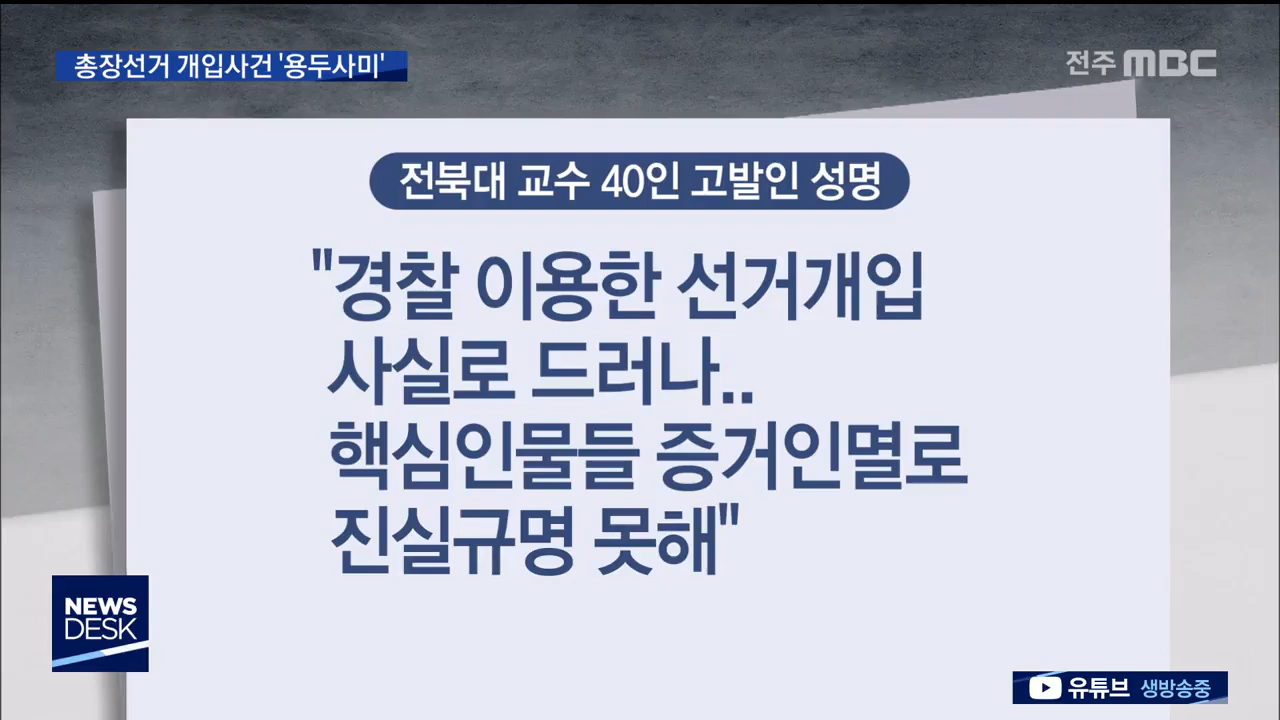 총장선거 개입사건 '용두사미'
전주 MBC
전북대 교수 40인 고발인 성명
"경찰 이용한 선거개입
사실로 드러나..
핵심인물들 증거인멸로
진실규명 못해"
NEWS
DESK
유튜브 생방송중